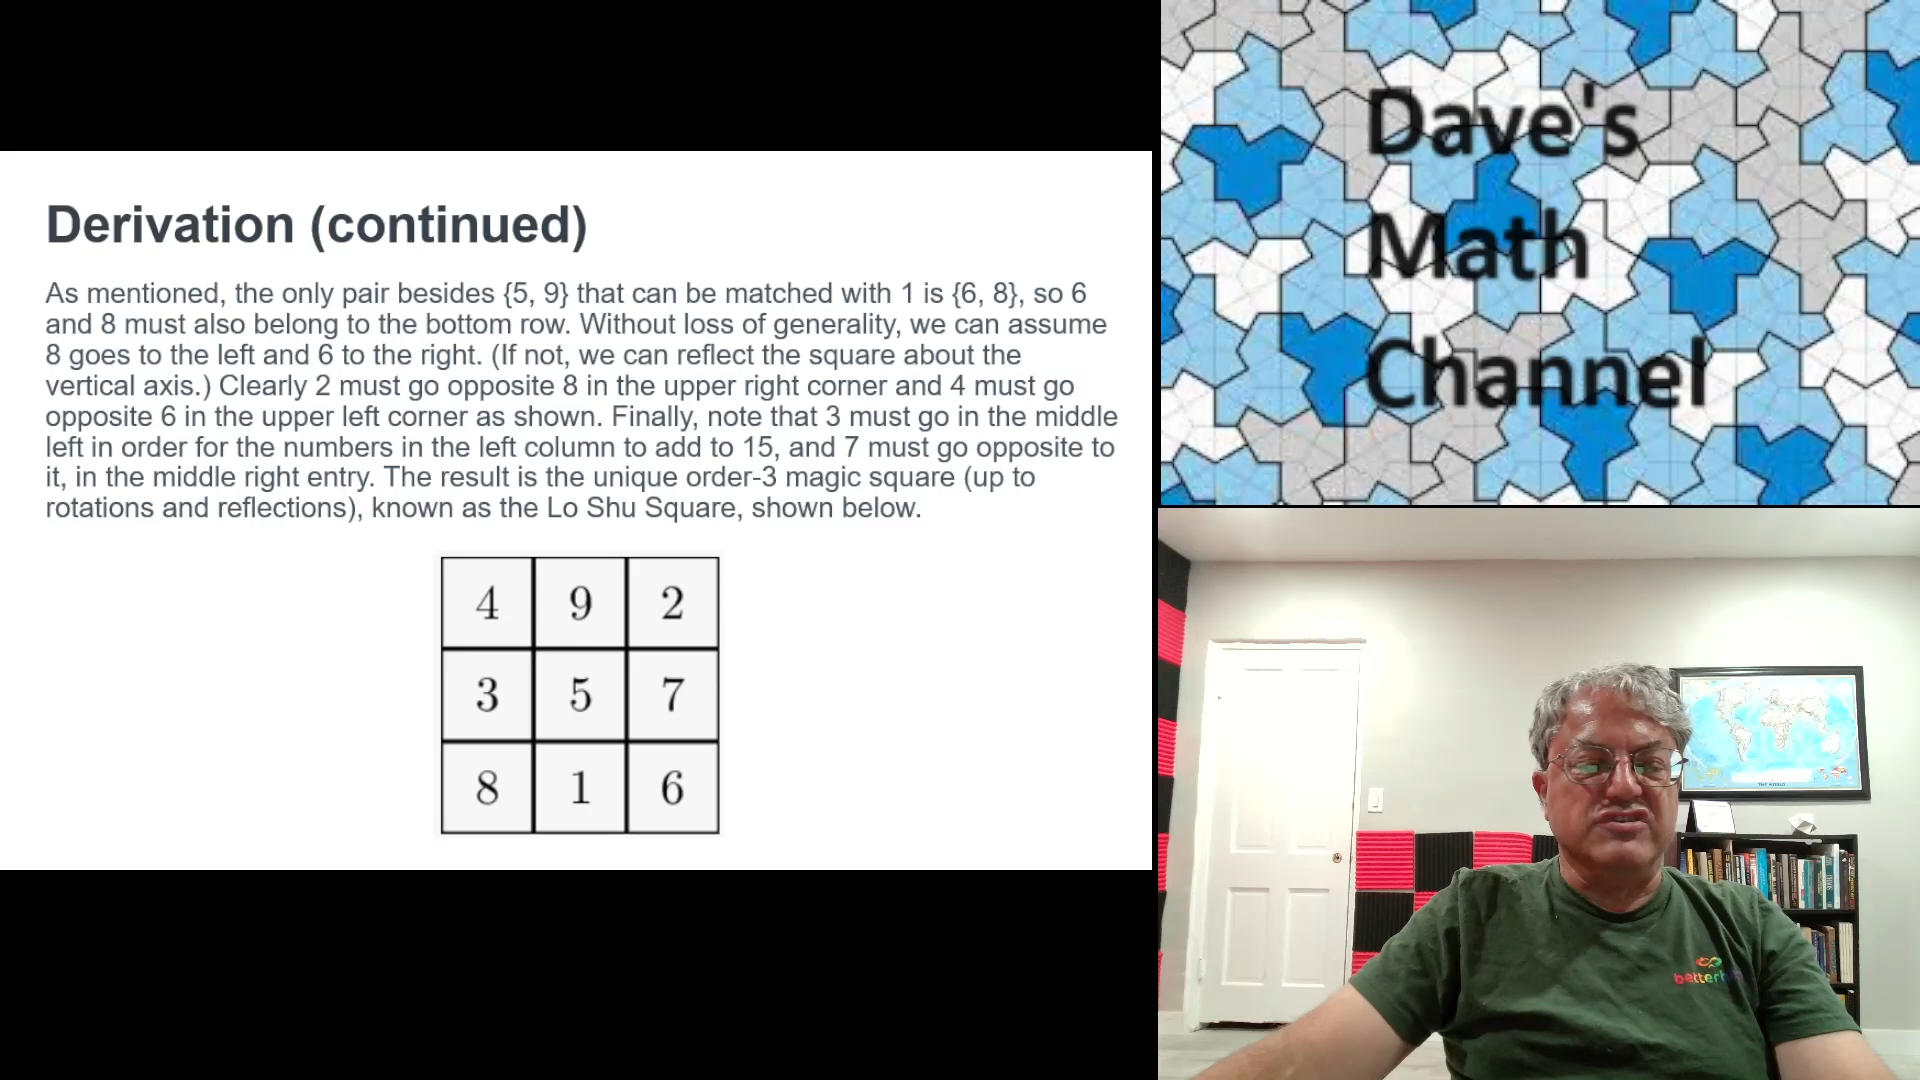 Derivation (continued)
As mentioned, the only pair besides {5, 9} that can be matched with 1 is {6, 8}, so 6
and 8 must also belong to the bottom row. Without loss of generality, we can assume
8 goes to the left and 6 to the right. (If not, we can reflect the square about the
vertical axis.) Clearly 2 must go opposite 8 in the upper right corner and 4 must go
opposite 6 in the upper left corner as shown. Finally, note that 3 must go in the middle
left in order for the numbers in the left column to add to 15, and 7 must go opposite to
it, in the middle right entry. The result is the unique order-3 magic square (up to
rotations and reflections), known as the Lo Shu Square, shown below.
4 9 2
3 5 7
8 1 6
Dave's
Math
Channel
THE WORLD